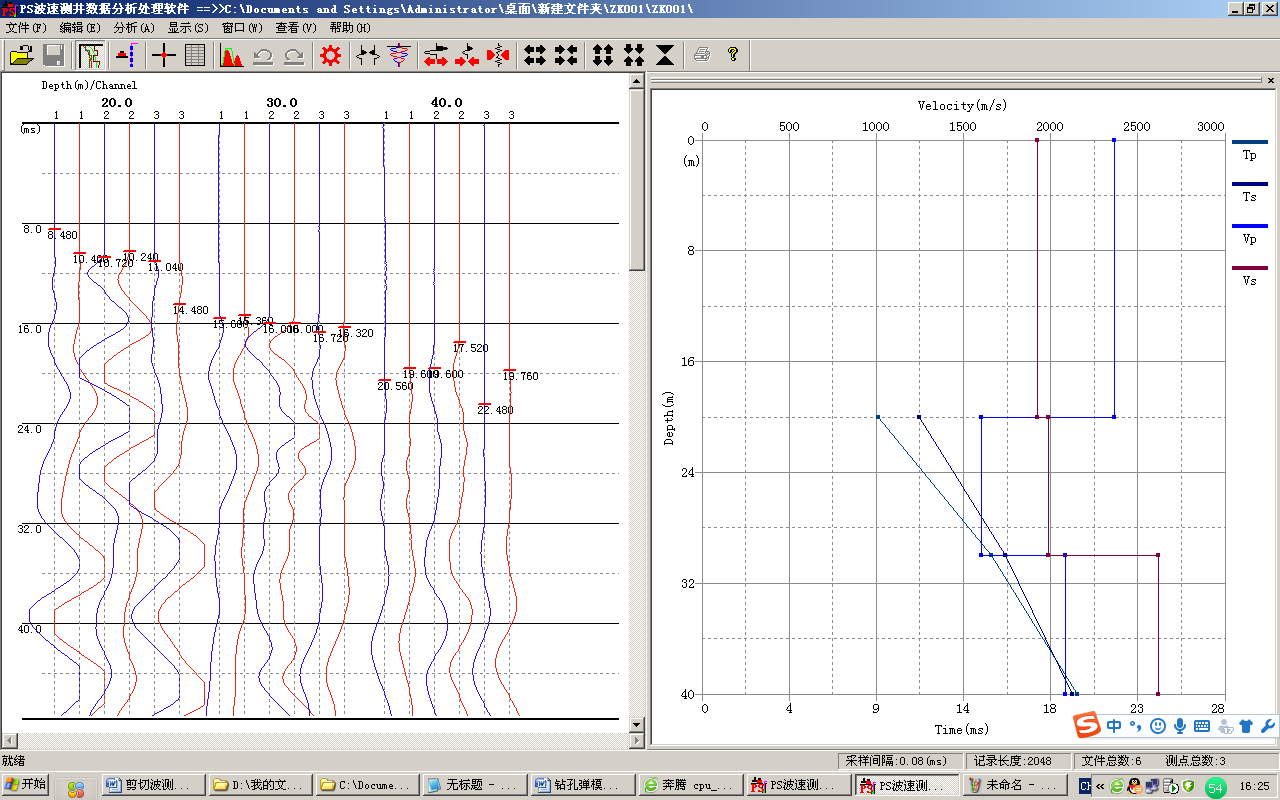 PS波速测井数据分析处理软件 ==>>C:\Documents and Settings\Administrator\桌面\新建文件夹\ZK001\ZK001\
文件(F) 编辑(E) 分析(A) 显示(S) 窗口(W) 查看(V) 帮助(H)
Depth(m)/Channel
20.0 30.0 40.0
1 1 2 2 3 3 1 1 2 2 3 3 1 1 2 2 3 3
(ms)
8.0
8.480
10.400
10.720
10.240
11.040
14.480
15.600
15.360
16.000
16.000
16.720
16.320
20.560
19.600
19.600
17.520
22.480
19.760
16.0
24.0
32.0
40.0
Velocity(m/s)
0 500 1000 1500 2000 2500 3000
0
(m)
8
16
24
32
40
Depth(m)
0 4 9 14 18 23 28
Time(ms)
Tp
Ts
Vp
Vs
中
就绪
采样间隔:0.08(ms) 记录长度:2048 文件总数:6 测点总数:3
开始 剪切波测... D:\我的文... C:\Docume... 无标题 - ... 钻孔弹模... 奔腾 cpu_... PS波速测... PS波速测... 未命名 - ... CH « 54 16:25